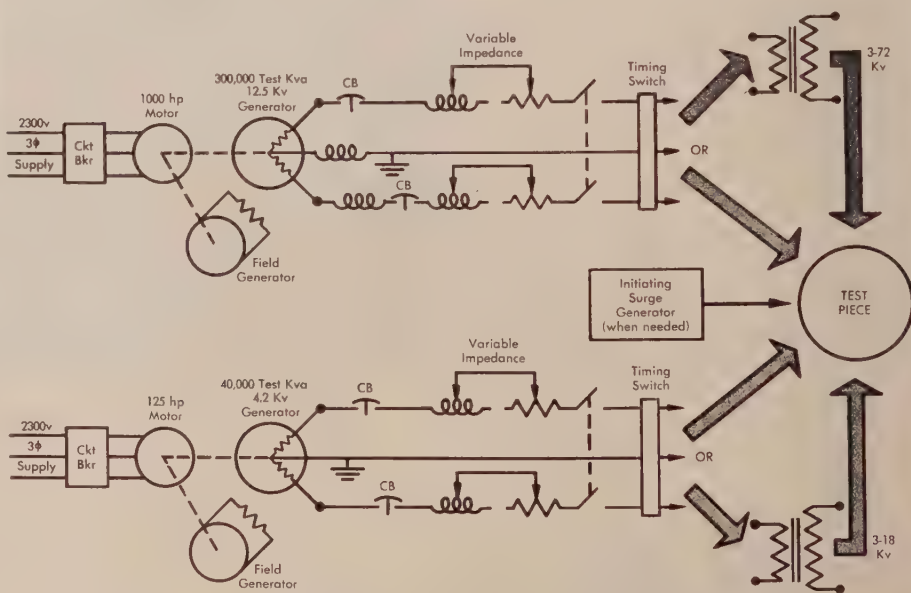 Variable
Impedance
Timing
Switch
3-72
Kv
300,000 Test Kva
12.5 Kv
Generator
CB
1000 hp
Motor
2300v
3ϕ
Supply
Ckt
Bkr
OR
CB
Field
Generator
Initiating
Surge
Generator
(when needed)
TEST
PIECE
Variable
Impedance
Timing
Switch
40,000 Test Kva
4.2 Kv
Generator
CB
125 hp
Motor
2300v
3ϕ
Supply
Ckt
Bkr
OR
CB
3-18
Kv
Field
Generator